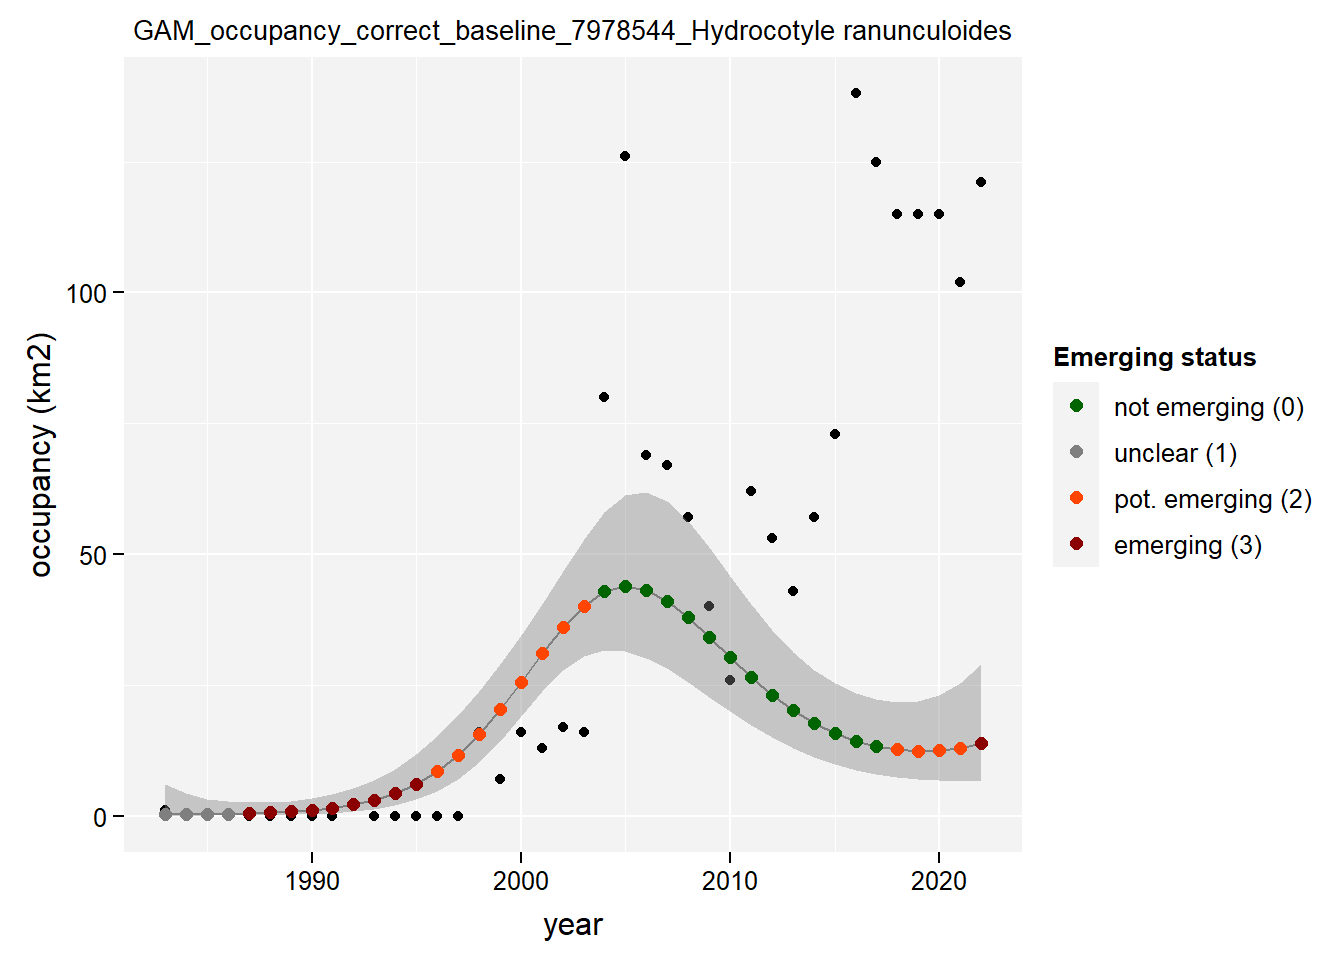 GAM_occupancy_correct_baseline_7978544_Hydrocotyle ranunculoides
occupancy (km2)
100
50
0
1990
2000
2010
2020
year
Emerging status
not emerging (0)
unclear (1)
pot. emerging (2)
emerging (3)